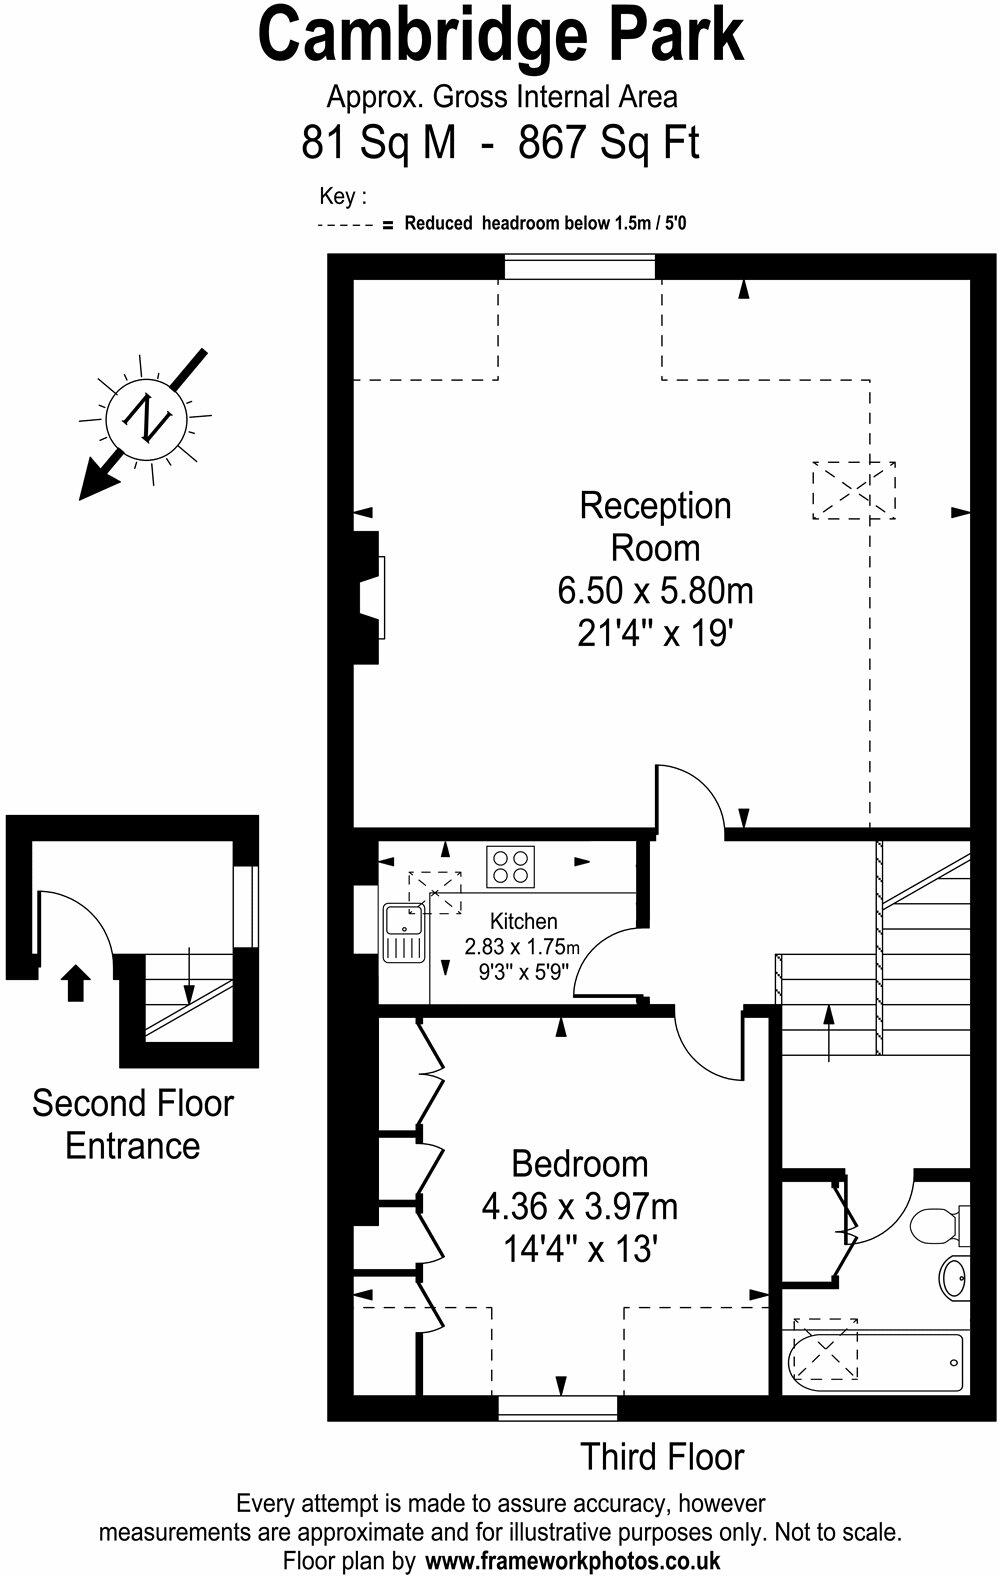 Cambridge Park
Approx. Gross Internal Area
81 Sq M - 867 Sq Ft
Key :
= Reduced headroom below 1.5m / 5'0
N
Reception
Room
6.50 x 5.80m
21'4" x 19'
Kitchen
2.83 x 1.75m
9'3" x 5'9"
Second Floor
Entrance
Bedroom
4.36 x 3.97m
14'4" x 13'
Third Floor
Every attempt is made to assure accuracy, however
measurements are approximate and for illustrative purposes only. Not to scale.
Floor plan by www.frameworkphotos.co.uk